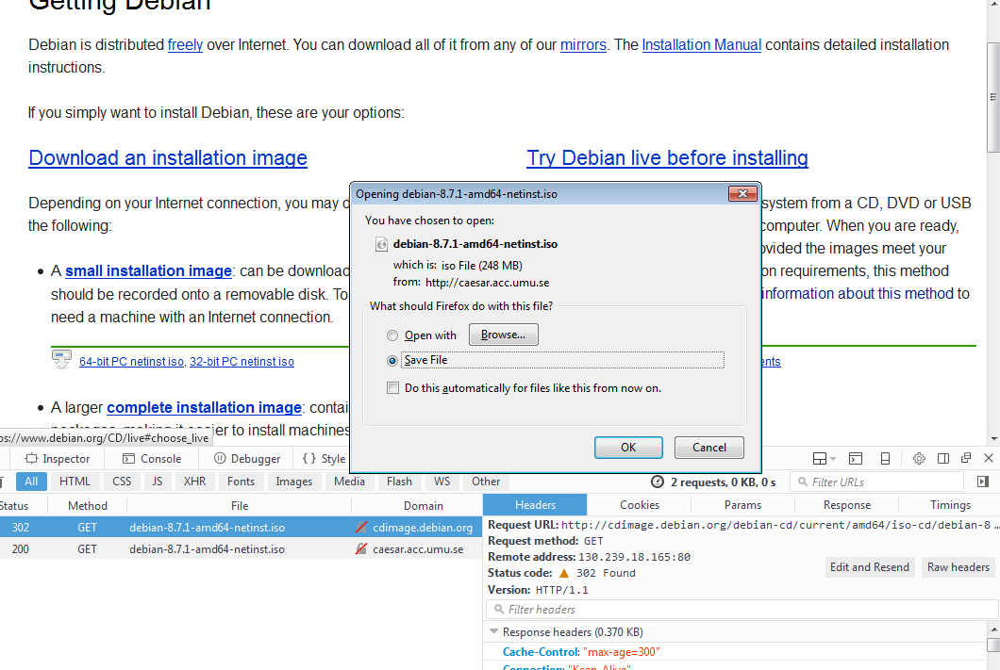 Getting Debian
Debian is distributed freely over Internet. You can download all of it from any of our mirrors. The Installation Manual contains detailed installation
instructions.
If you simply want to install Debian, these are your options:
Download an installation image
Try Debian live before installing
Depending on your Internet connection, you may
the following:
A small installation image: can be download
should be recorded onto a removable disk. To
need a machine with an Internet connection.
64-bit PC netinst iso, 32-bit PC netinst iso
A larger complete installation image: contai
to install machines
system from a CD, DVD or USB
computer. When you are ready,
the images meet your
on requirements, this method
information about this method to
ents
Opening debian-8.7.1-amd64-netinst.iso
You have chosen to open:
debian-8.7.1-amd64-netinst.iso
which is: iso File (248 MB)
from: http://caesar.acc.umu.se
What should Firefox do with this file?
Open with Browse...
Save File
Do this automatically for files like this from now on.
OK Cancel
ps://www.debian.org/CD/live#choose_live
Inspector Console Debugger { } Style
All HTML CSS JS XHR Fonts Images Media Flash WS Other 2 requests, 0 KB, 0 s Filter URLs
Status Method File Domain
302 GET debian-8.7.1-amd64-netinst.iso cdimage.debian.org
200 GET debian-8.7.1-amd64-netinst.iso caesar.acc.umu.se
Headers Cookies Params Response Timings
Request URL: http://cdimage.debian.org/debian-cd/current/amd64/iso-cd/debian-8…
Request method: GET
Remote address: 130.239.18.165:80
Status code: 302 Found
Edit and Resend Raw headers
Version: HTTP/1.1
Filter headers
Response headers (0.370 KB)
Cache-Control: "max-age=300"
Connection: "Keep-Alive"